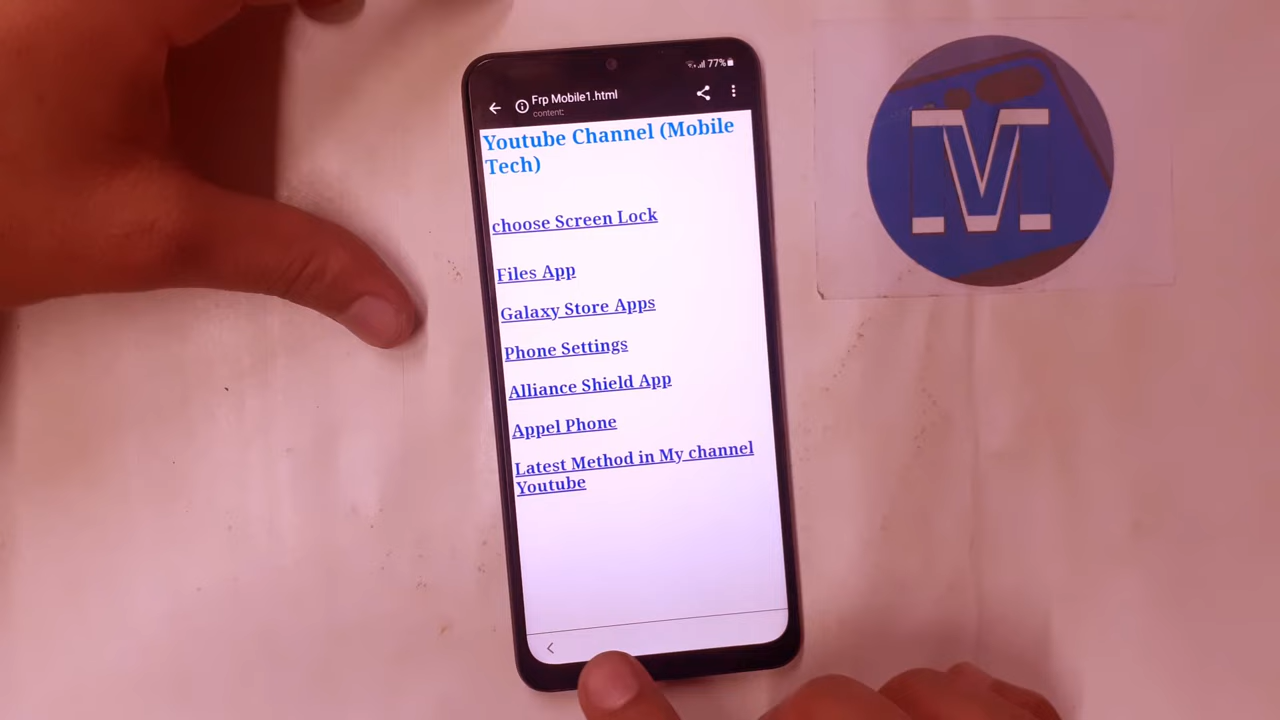 77%
Frp Mobile1.html
content:
Youtube Channel (Mobile
Tech)
choose Screen Lock
Files App
Galaxy Store Apps
Phone Settings
Alliance Shield App
Appel Phone
Latest Method in My channel
Youtube
M